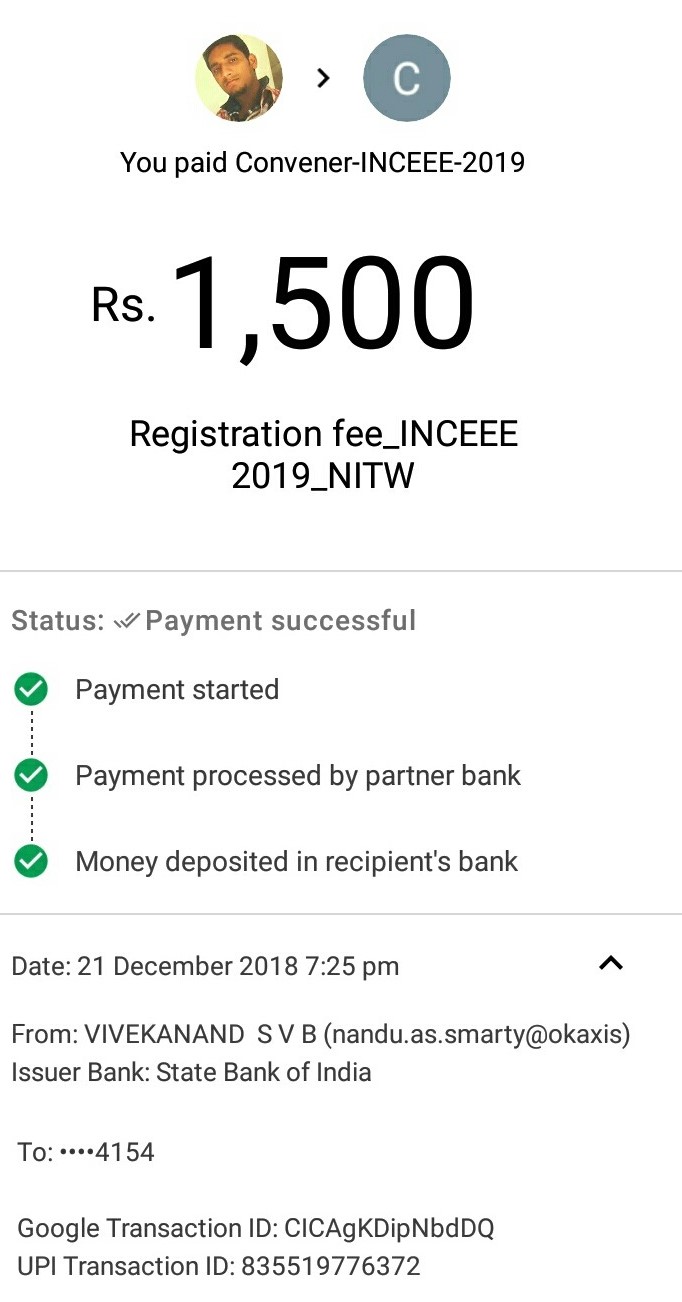 C
You paid Convener-INCEEE-2019
Rs. 1,500
Registration fee_INCEEE
2019_NITW
Status: Payment successful
Payment started
Payment processed by partner bank
Money deposited in recipient's bank
Date: 21 December 2018 7:25 pm
From: VIVEKANAND S V B (nandu.as.smarty@okaxis)
Issuer Bank: State Bank of India
To: ••••4154
Google Transaction ID: CICAgKDipNbdDQ
UPI Transaction ID: 835519776372